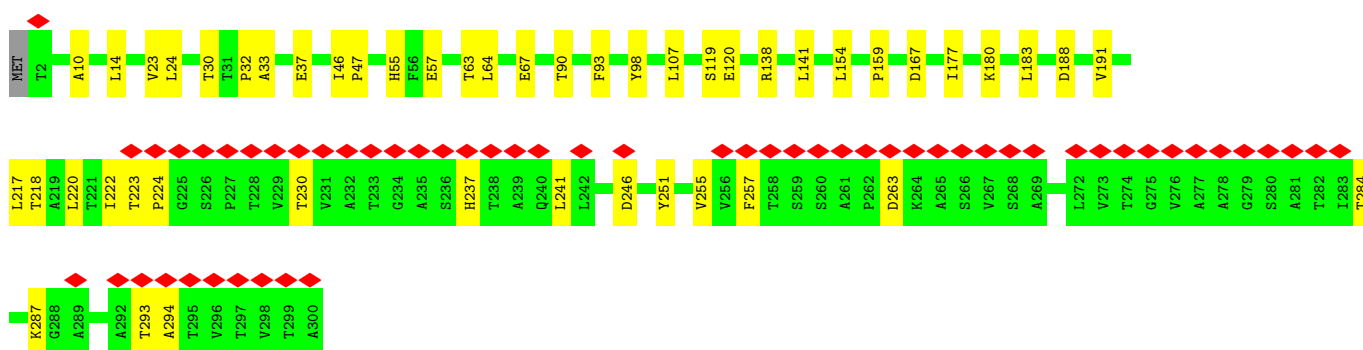 MET T2 A10 L14 V23 L24 T30 T31 P32 A33 E37 I46 P47 H55 F56 E57 T63 L64 E67 T90 F93 Y98 L107 S119 E120 R138 L141 L154 P159 D167 I177 K180 L183 D188 V191
L217 T218 A219 L220 T221 I222 T223 P224 G225 S226 P227 T228 V229 T230 V231 A232 T233 G234 A235 S236 H237 T238 A239 Q240 L241 L242 D246 Y251 V255 V256 F257 T258 S259 S260 A261 P262 D263 K264 A265 S266 V267 S268 A269 L272 V273 T274 G275 V276 A277 A278 G279 S280 A281 T282 I283 T284
K287 G288 A289 A292 T293 A294 T295 V296 T297 V298 T299 A300